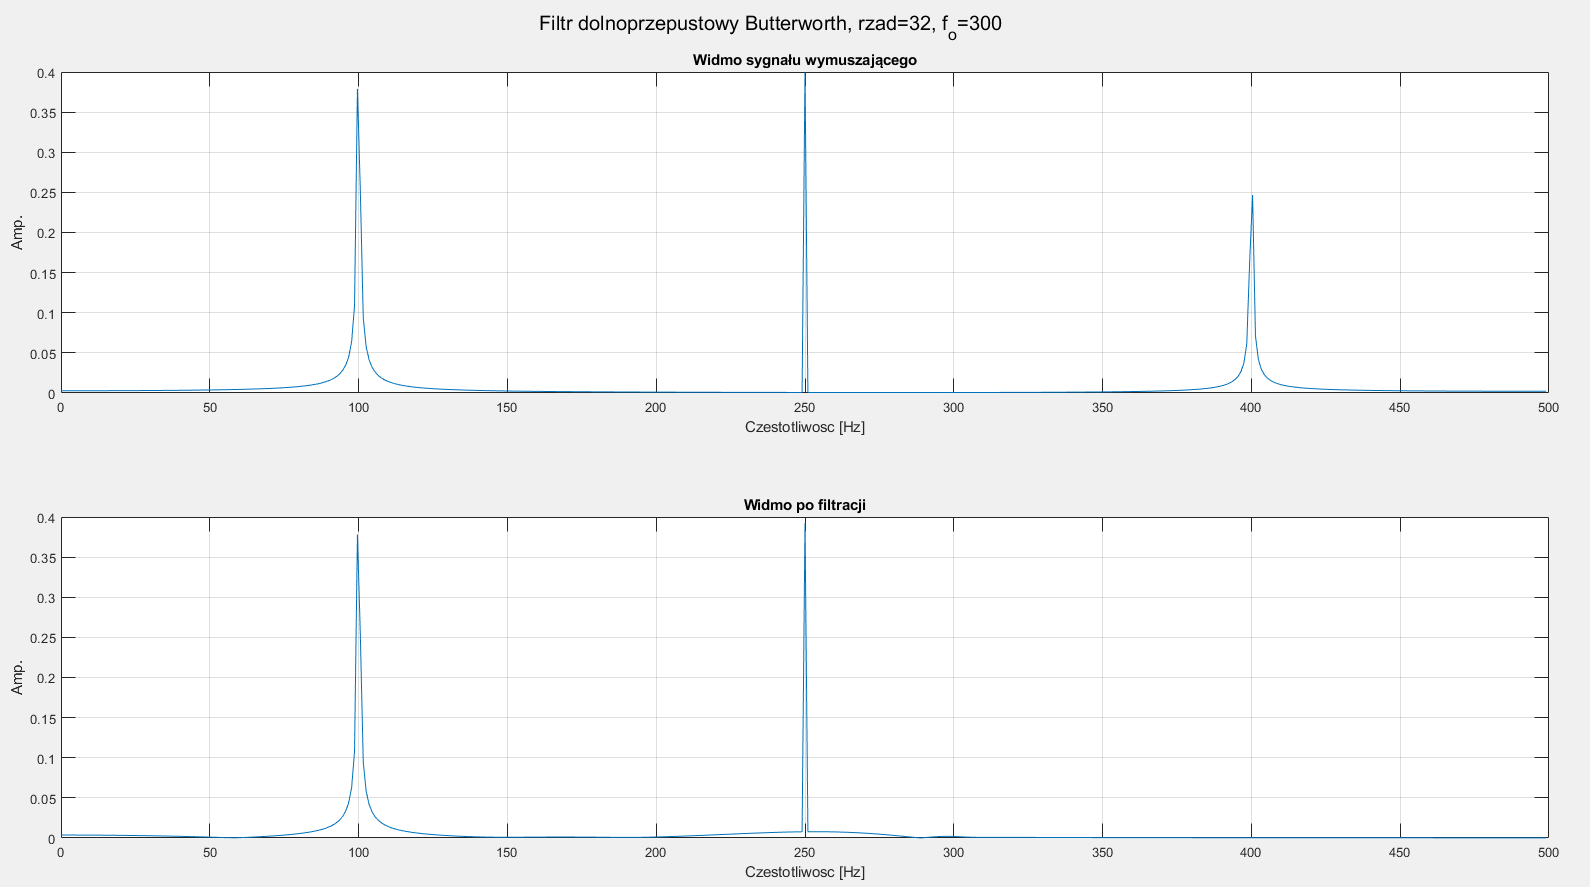 Filtr dolnoprzepustowy Butterworth, rzad=32, f_o=300
Widmo sygnału wymuszającego
0.4
0.35
0.3
0.25
0.2
0.15
0.1
0.05
0
Amp.
0 50 100 150 200 250 300 350 400 450 500
Czestotliwosc [Hz]
Widmo po filtracji
0.4
0.35
0.3
0.25
0.2
0.15
0.1
0.05
0
Amp.
0 50 100 150 200 250 300 350 400 450 500
Czestotliwosc [Hz]